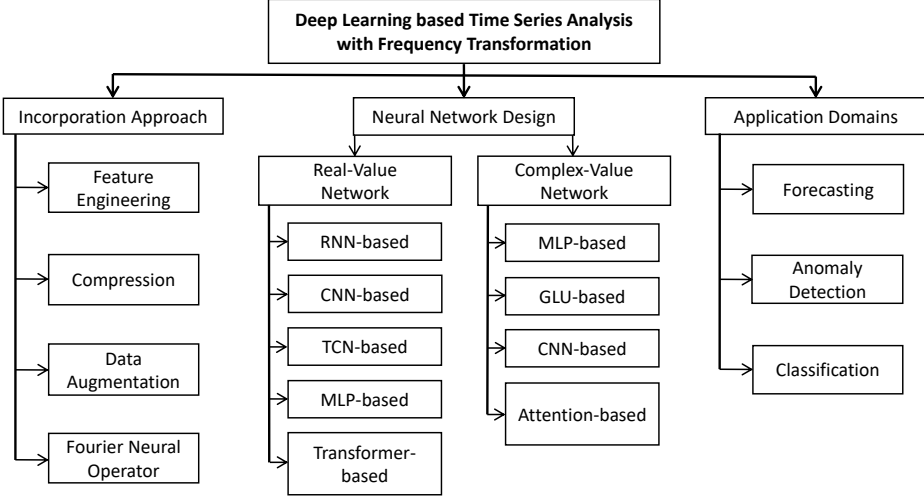 Deep Learning based Time Series Analysis
with Frequency Transformation
Incorporation Approach
Feature
Engineering
Compression
Data
Augmentation
Fourier Neural
Operator
Neural Network Design
Real-Value
Network
RNN-based
CNN-based
TCN-based
MLP-based
Transformer-
based
Complex-Value
Network
MLP-based
GLU-based
CNN-based
Attention-based
Application Domains
Forecasting
Anomaly
Detection
Classification